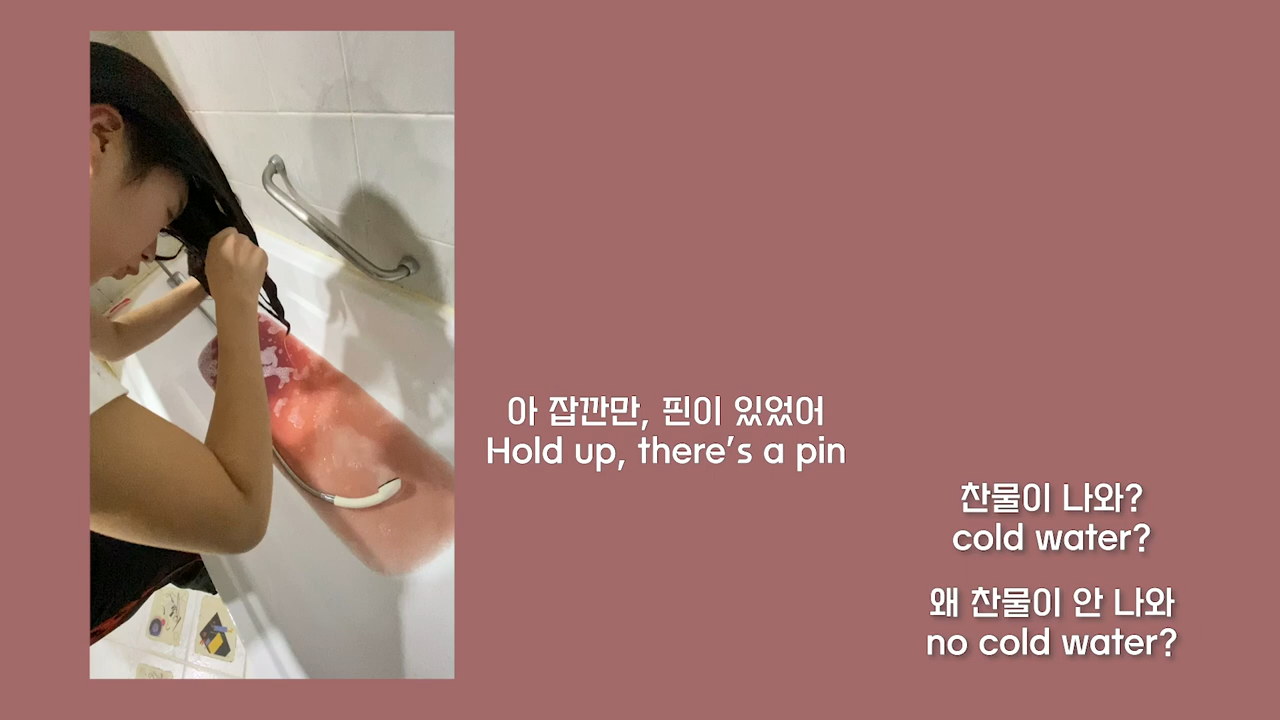 아 잠깐만, 핀이 있었어
Hold up, there's a pin
찬물이 나와?
cold water?
왜 찬물이 안 나와
no cold water?